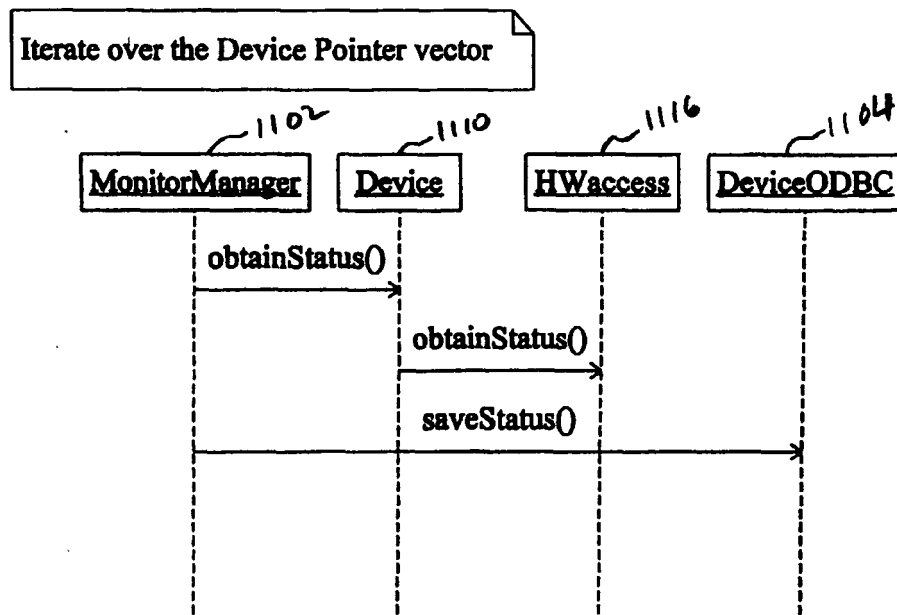 Iterate over the Device Pointer vector
1102 1110 1116 1104
MonitorManager Device HWaccess DeviceODBC
obtainStatus()
obtainStatus()
saveStatus()